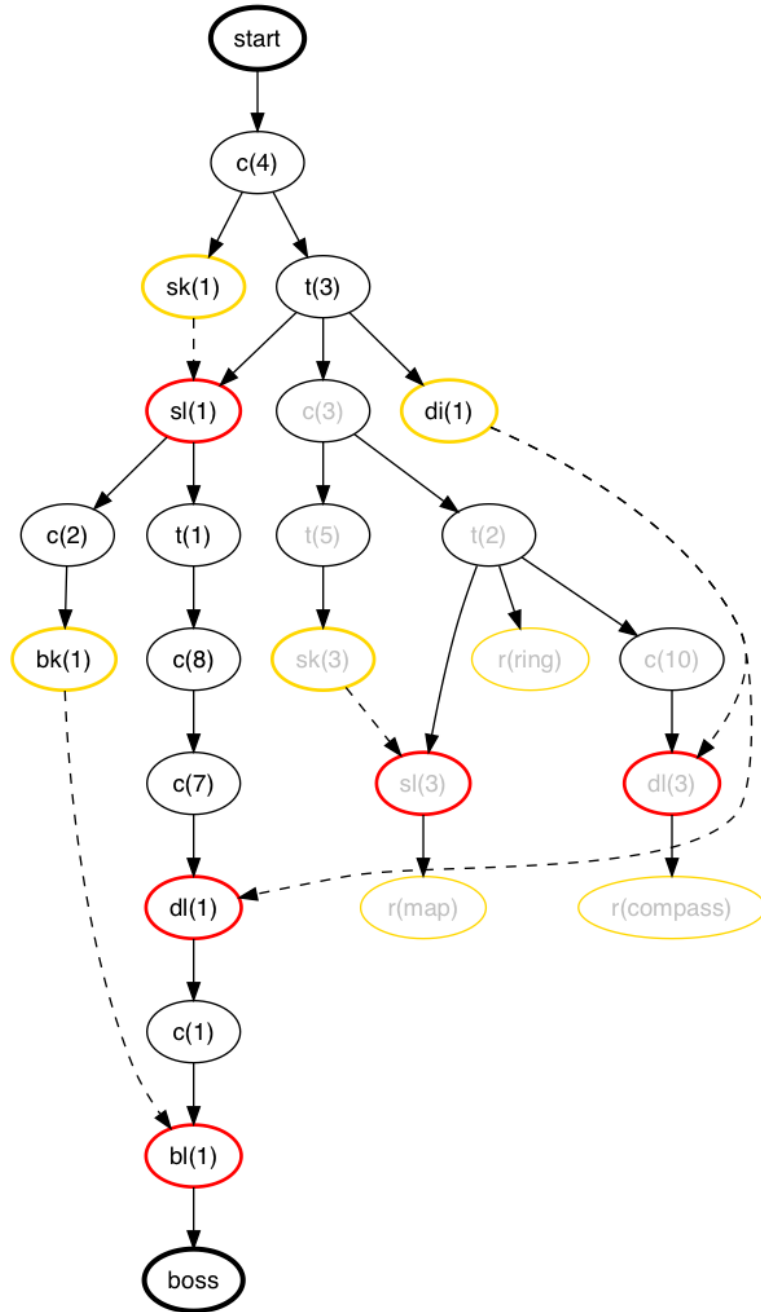 start
c(4)
sk(1)
t(3)
sl(1)
c(3)
di(1)
c(2)
t(1)
t(5)
t(2)
bk(1)
c(8)
sk(3)
r(ring)
c(10)
c(7)
sl(3)
dl(3)
dl(1)
r(map)
r(compass)
c(1)
bl(1)
boss